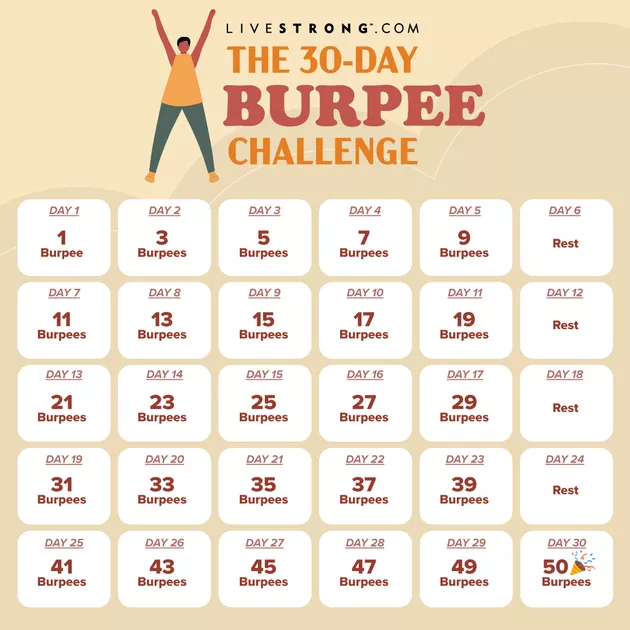 LIVESTRONG™.COM
THE 30-DAY
BURPEE
CHALLENGE
DAY 1
1
Burpee
DAY 2
3
Burpees
DAY 3
5
Burpees
DAY 4
7
Burpees
DAY 5
9
Burpees
DAY 6
Rest
DAY 7
11
Burpees
DAY 8
13
Burpees
DAY 9
15
Burpees
DAY 10
17
Burpees
DAY 11
19
Burpees
DAY 12
Rest
DAY 13
21
Burpees
DAY 14
23
Burpees
DAY 15
25
Burpees
DAY 16
27
Burpees
DAY 17
29
Burpees
DAY 18
Rest
DAY 19
31
Burpees
DAY 20
33
Burpees
DAY 21
35
Burpees
DAY 22
37
Burpees
DAY 23
39
Burpees
DAY 24
Rest
DAY 25
41
Burpees
DAY 26
43
Burpees
DAY 27
45
Burpees
DAY 28
47
Burpees
DAY 29
49
Burpees
DAY 30
50
Burpees